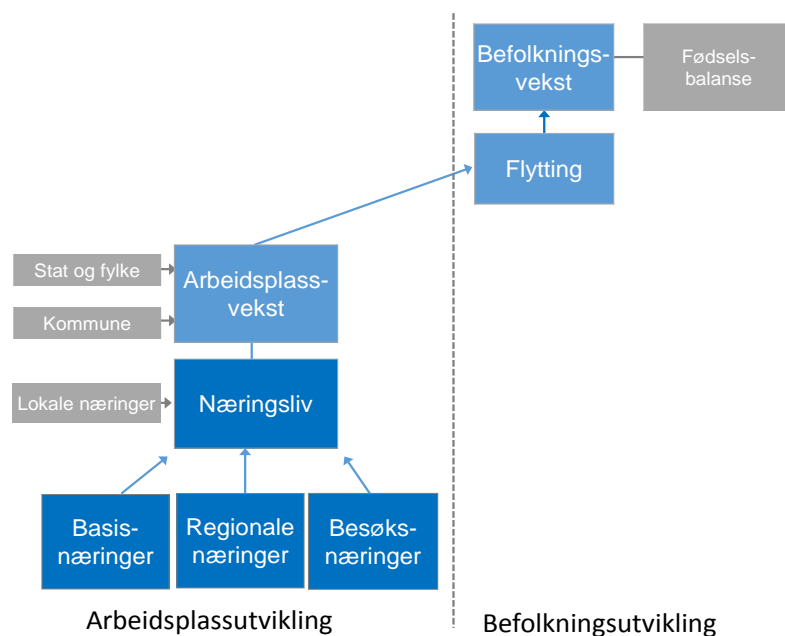 Befolknings-
vekst
Fødsels-
balanse
Flytting
Stat og fylke
Kommune
Arbeidsplass-
vekst
Lokale næringer
Næringsliv
Basis-
næringer
Regionale
næringer
Besøks-
næringer
Arbeidsplassutvikling
Befolkningsutvikling